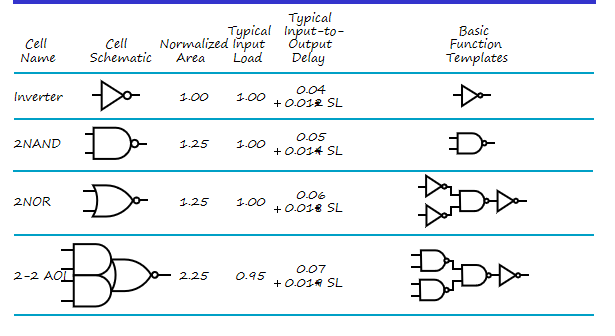 Cell
Name
Cell
Schematic
Normalized
Area
Typical
Input
Load
Typical
Input-to-
Output
Delay
Basic
Function
Templates
Inverter
1.00
1.00
0.04
+ 0.012 SL
2NAND
1.25
1.00
0.05
+ 0.014 SL
2NOR
1.25
1.00
0.06
+ 0.018 SL
2-2 AOI
2.25
0.95
0.07
+ 0.019 SL